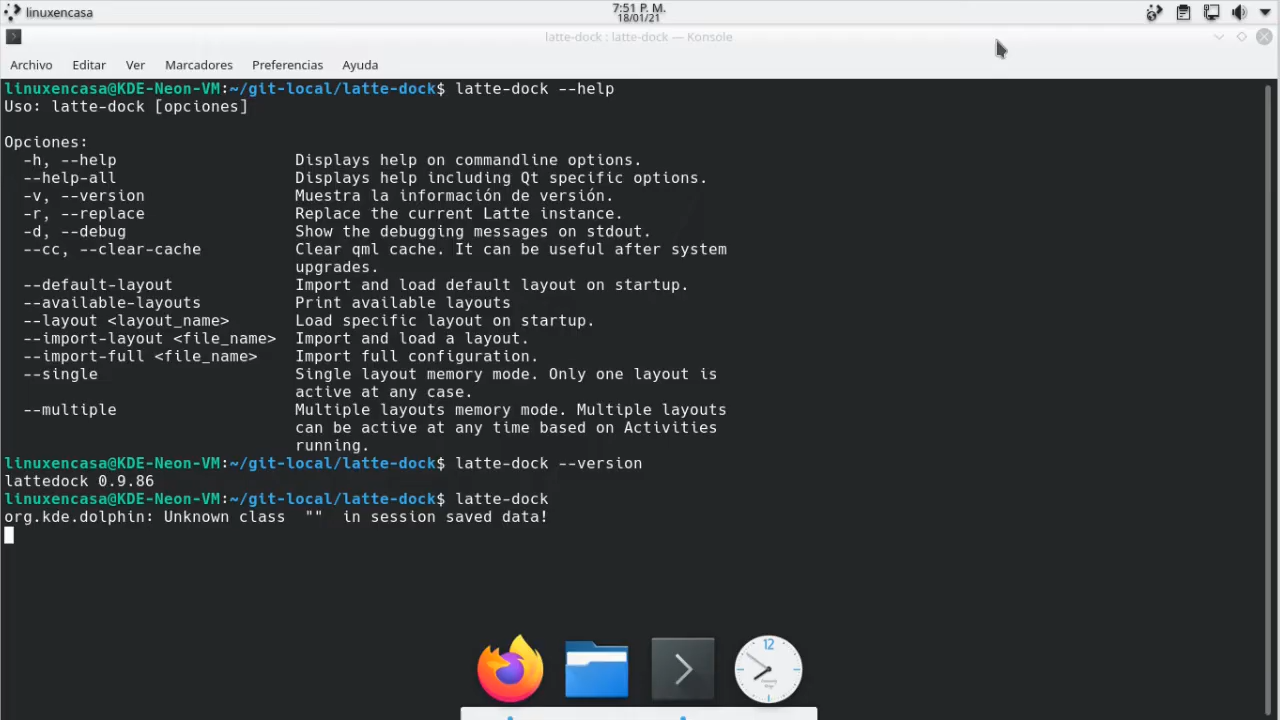 linuxencasa
7:51 P. M.
18/01/21
latte-dock : latte-dock — Konsole
Archivo Editar Ver Marcadores Preferencias Ayuda
linuxencasa@KDE-Neon-VM:~/git-local/latte-dock$ latte-dock --help
Uso: latte-dock [opciones]
Opciones:
-h, --help Displays help on commandline options.
--help-all Displays help including Qt specific options.
-v, --version Muestra la información de versión.
-r, --replace Replace the current Latte instance.
-d, --debug Show the debugging messages on stdout.
--cc, --clear-cache Clear qml cache. It can be useful after system
upgrades.
--default-layout Import and load default layout on startup.
--available-layouts Print available layouts
--layout <layout_name> Load specific layout on startup.
--import-layout <file_name> Import and load a layout.
--import-full <file_name> Import full configuration.
--single Single layout memory mode. Only one layout is
active at any case.
--multiple Multiple layouts memory mode. Multiple layouts
can be active at any time based on Activities
running.
linuxencasa@KDE-Neon-VM:~/git-local/latte-dock$ latte-dock --version
lattedock 0.9.86
linuxencasa@KDE-Neon-VM:~/git-local/latte-dock$ latte-dock
org.kde.dolphin: Unknown class "" in session saved data!
12